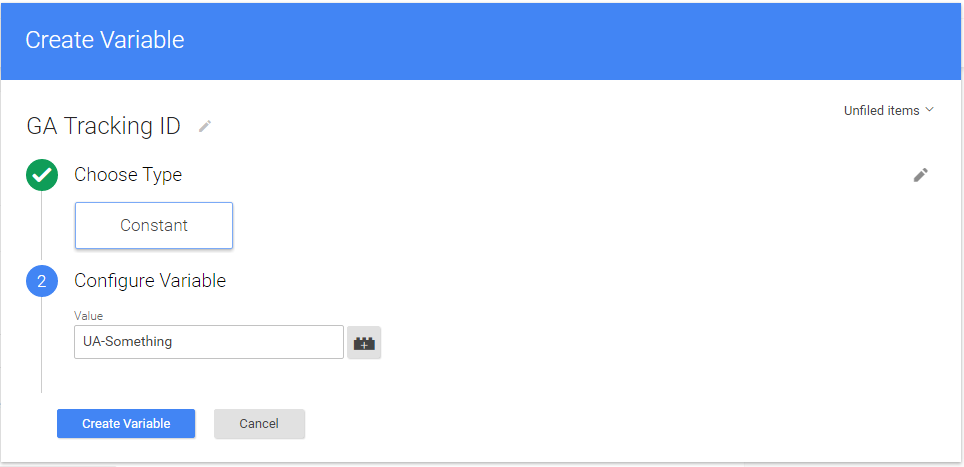 Create Variable
Unfiled items
GA Tracking ID
Choose Type
Constant
2
Configure Variable
Value
UA-Something
Create Variable
Cancel